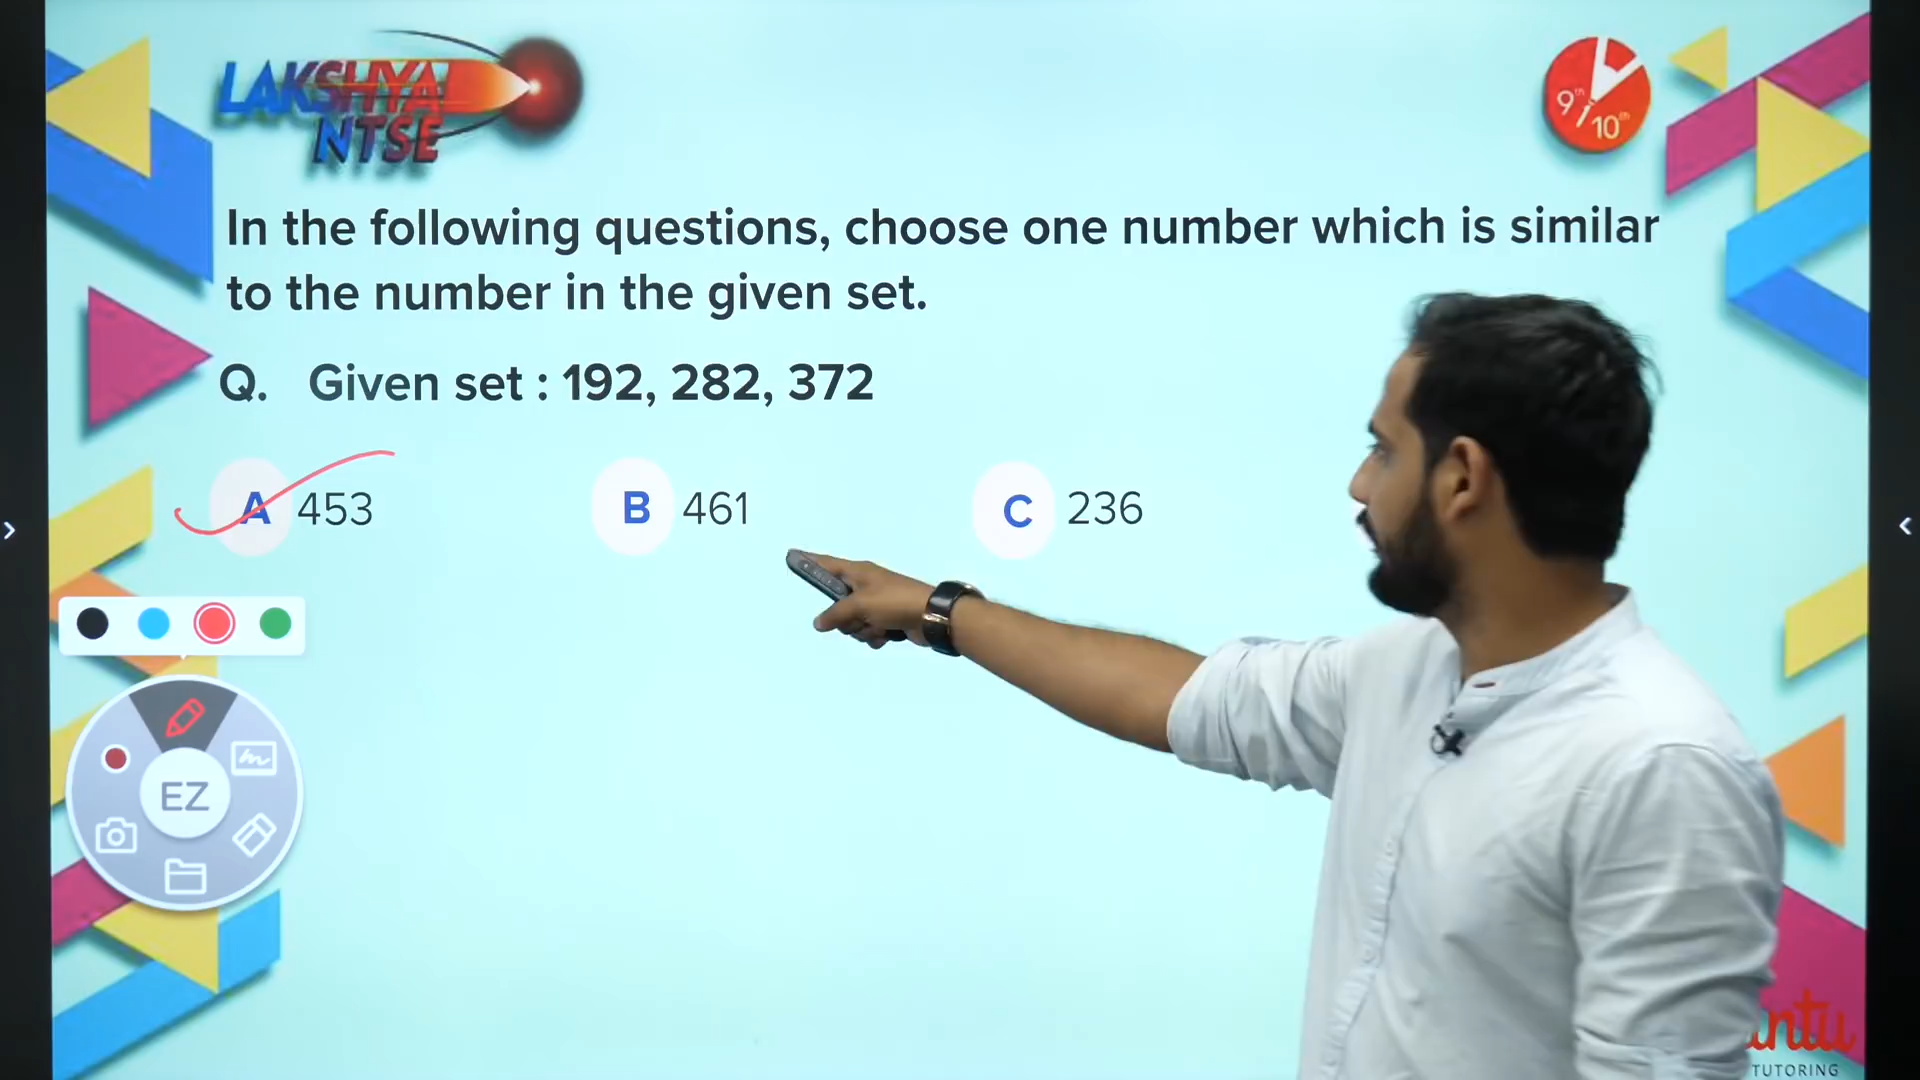 LAKSHYA
NTSE
9th/10th
In the following questions, choose one number which is similar
to the number in the given set.
Q. Given set : 192, 282, 372
A 453
B 461
C 236
EZ
antu
TUTORING